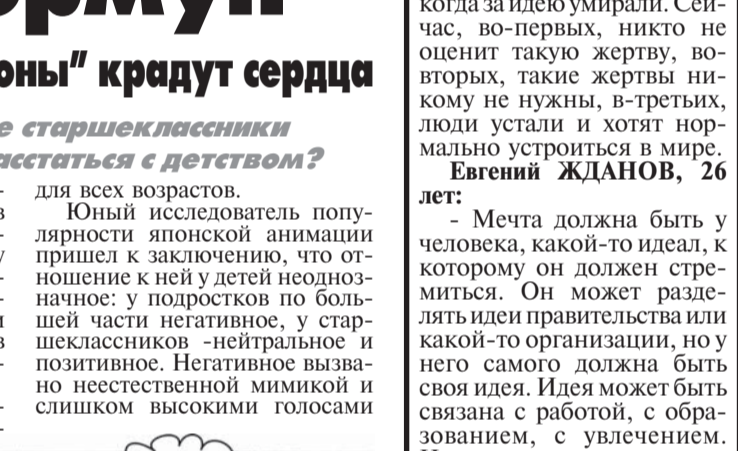 крадут сердца
старшеклассники
с детством?
для всех возрастов.
Юный исследователь попу-
лярности японской анимации
пришел к заключению, что от-
ношение к ней у детей неоднoз-
начное: у подростков по боль-
шей части негативное, у стар-
шеклассников -нейтральное и
позитивное. Негативное вызва-
но неестественной мимикой и
слишком высокими голосами
когда за идею умирали. Сей-
час, во-первых, никто не
оценит такую жертву, во-
вторых, такие жертвы ни-
кому не нужны, в-третьих,
люди устали и хотят нор-
мально устроиться в мире.
Евгений ЖДАНОВ, 26
лет:
- Мечта должна быть у
человека, какой-то идеал, к
которому он должен стре-
миться. Он может разде-
лять идеи правительства или
какой-то организации, но у
него самого должна быть
своя идея. Идея может быть
связана с работой, с обра-
зованием, с увлечением.